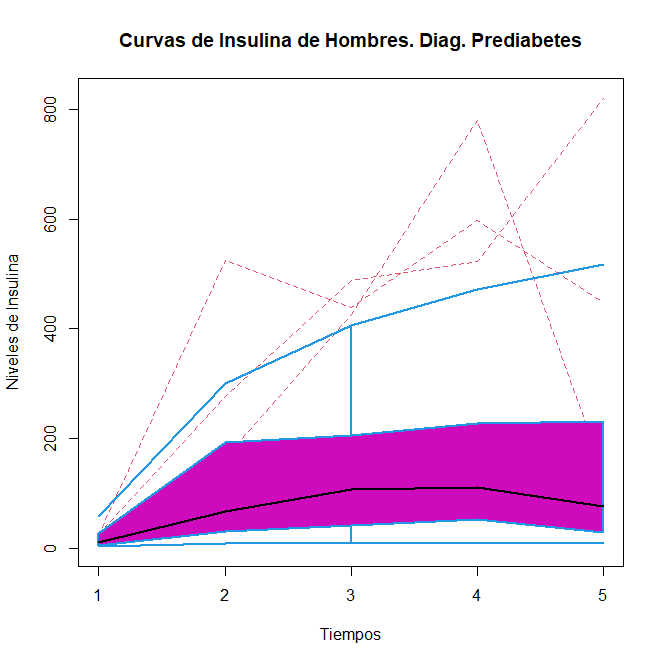 Curvas de Insulina de Hombres. Diag. Prediabetes
Niveles de Insulina
800
600
400
200
0
1 2 3 4 5
Tiempos